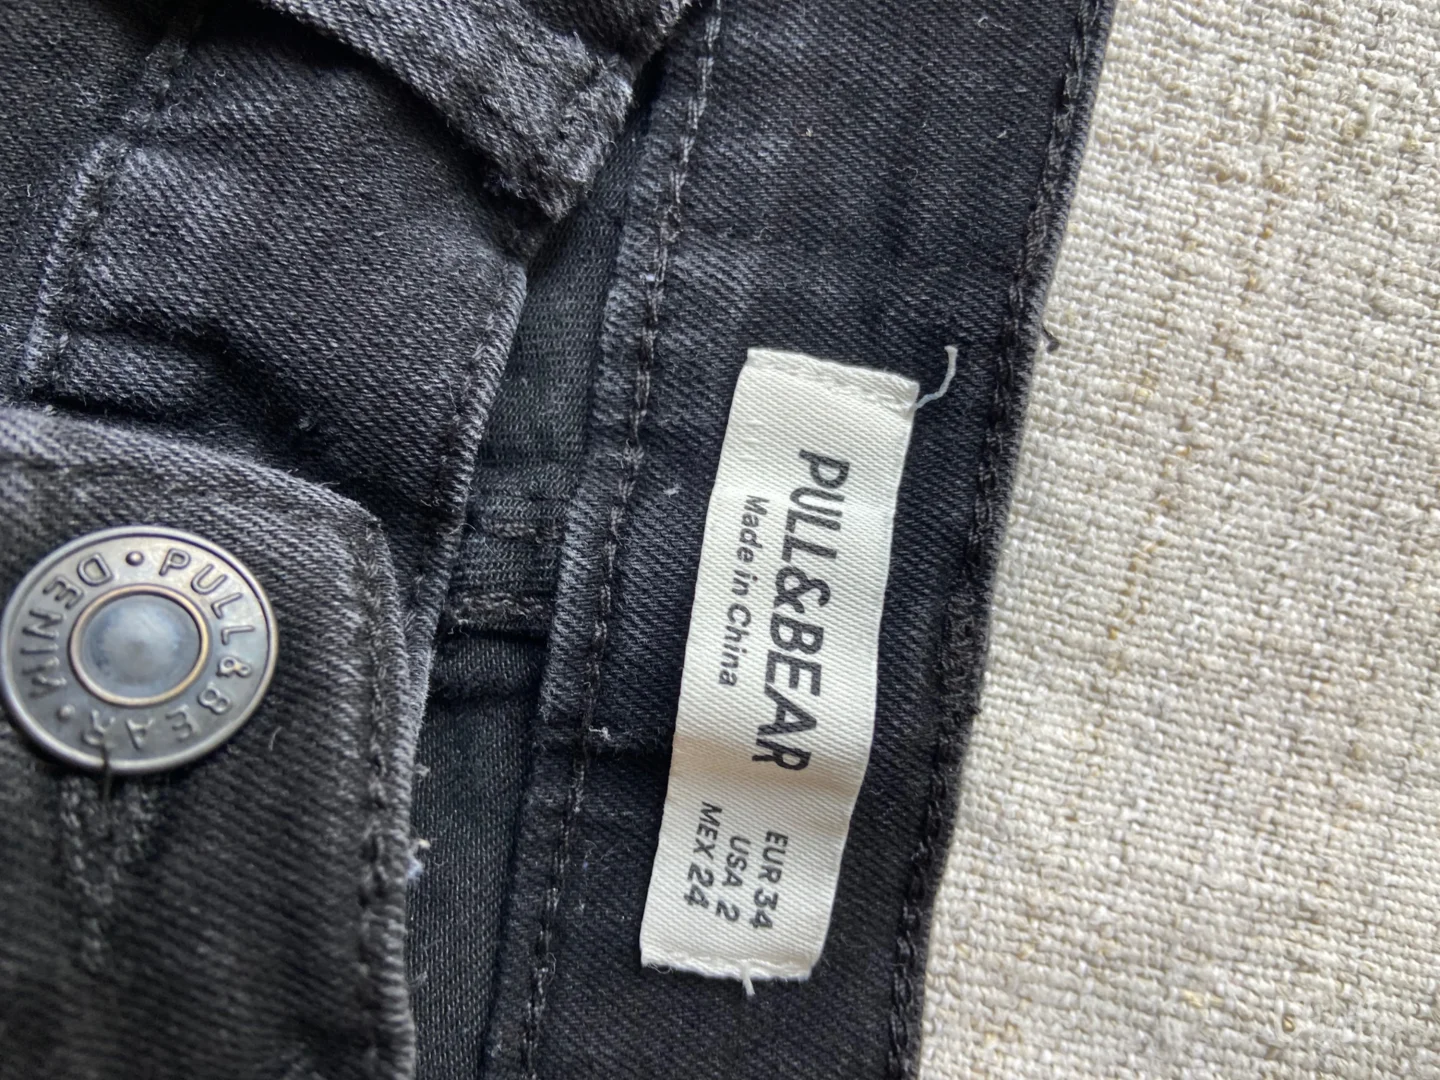 PULL&BEAR
Made in China
EUR 34
USA 2
MEX 24
PULL&BEAR • DENIM •